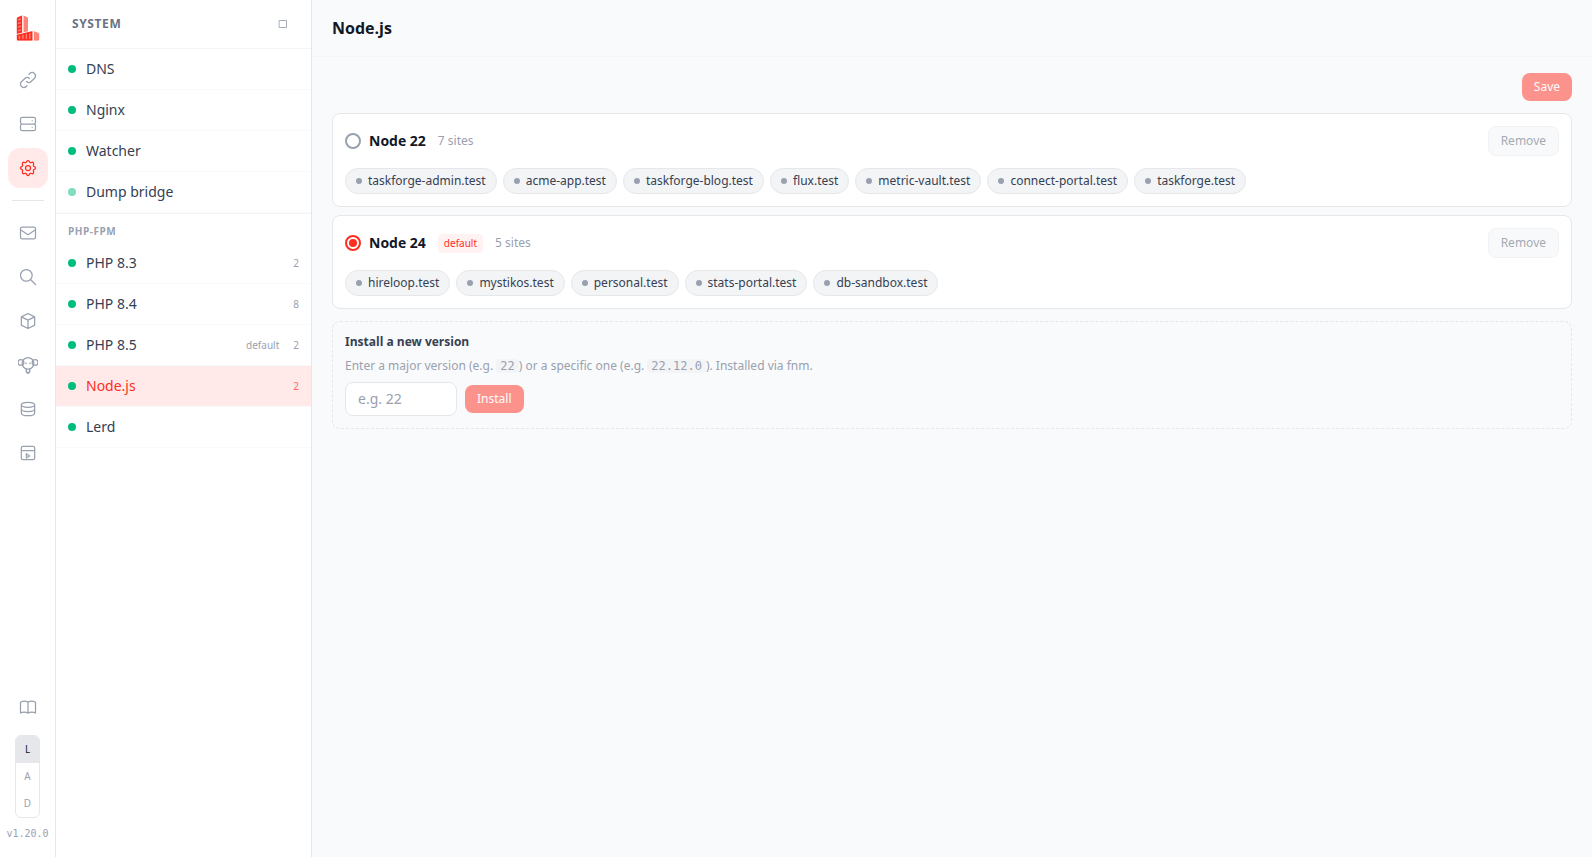 SYSTEM
DNS
Nginx
Watcher
Dump bridge
PHP-FPM
PHP 8.3 2
PHP 8.4 8
PHP 8.5 default 2
Node.js 2
Lerd
L
A
D
v1.20.0
Node.js
Save
Node 22 7 sites Remove
taskforge-admin.test acme-app.test taskforge-blog.test flux.test metric-vault.test connect-portal.test taskforge.test
Node 24 default 5 sites Remove
hireloop.test mystikos.test personal.test stats-portal.test db-sandbox.test
Install a new version
Enter a major version (e.g. 22) or a specific one (e.g. 22.12.0). Installed via fnm.
e.g. 22 Install